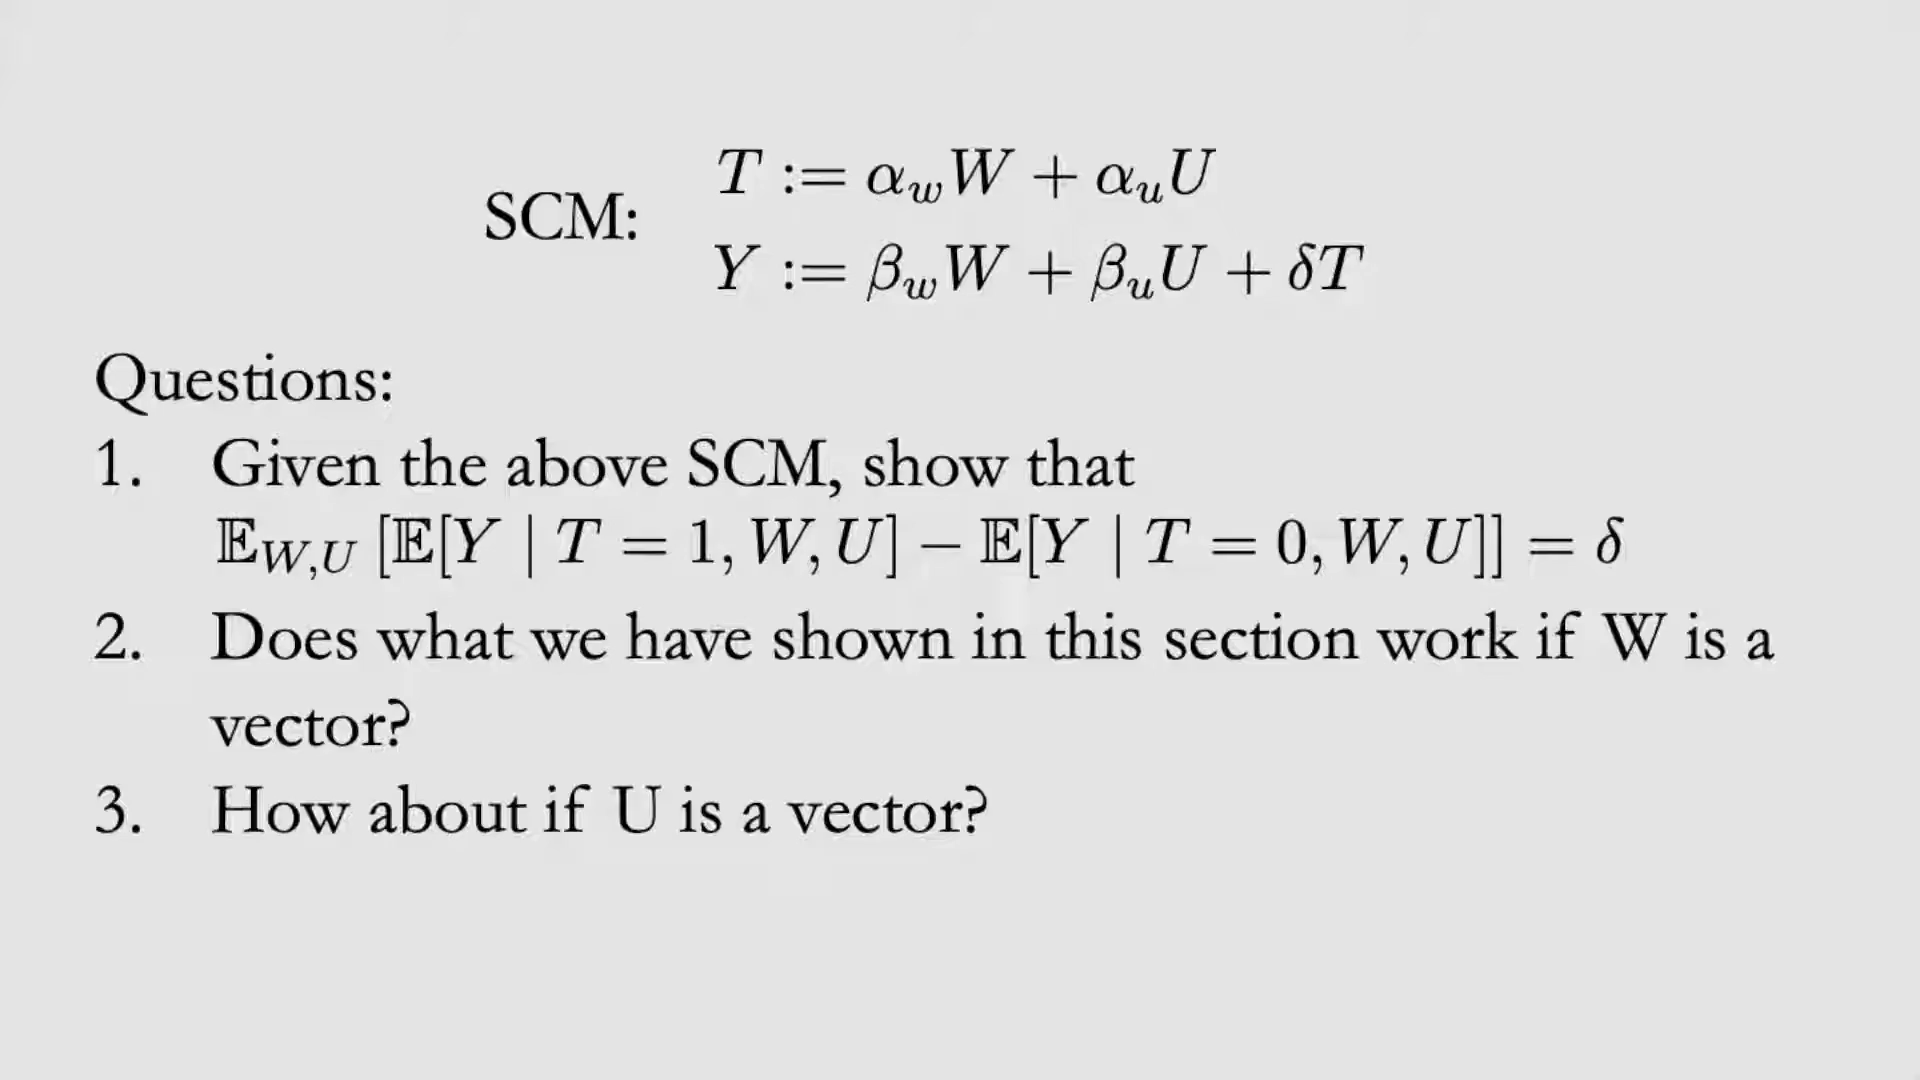 T := α_w W + α_u U
SCM:
Y := β_w W + β_u U + δT
Questions:
1. Given the above SCM, show that
𝔼_{W,U} [𝔼[Y | T = 1, W, U] − 𝔼[Y | T = 0, W, U]] = δ
2. Does what we have shown in this section work if W is a
vector?
3. How about if U is a vector?